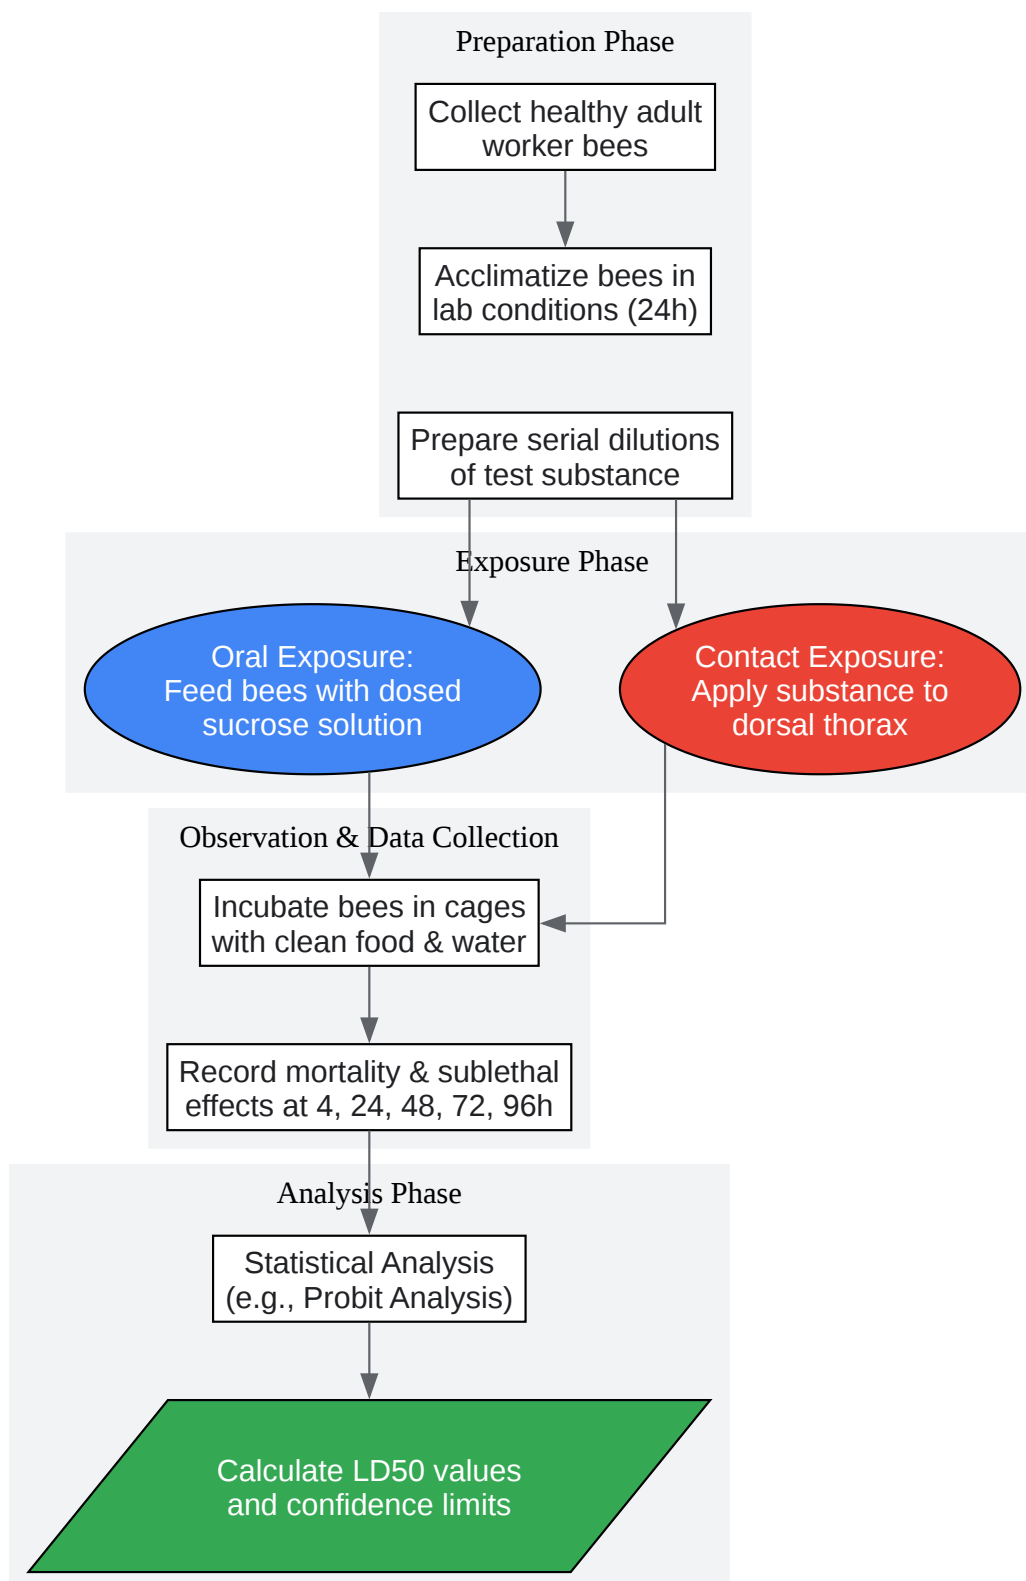 Preparation Phase
Collect healthy adult
worker bees
Acclimatize bees in
lab conditions (24h)
Prepare serial dilutions
of test substance
Exposure Phase
Oral Exposure:
Feed bees with dosed
sucrose solution
Contact Exposure:
Apply substance to
dorsal thorax
Observation & Data Collection
Incubate bees in cages
with clean food & water
Record mortality & sublethal
effects at 4, 24, 48, 72, 96h
Analysis Phase
Statistical Analysis
(e.g., Probit Analysis)
Calculate LD50 values
and confidence limits